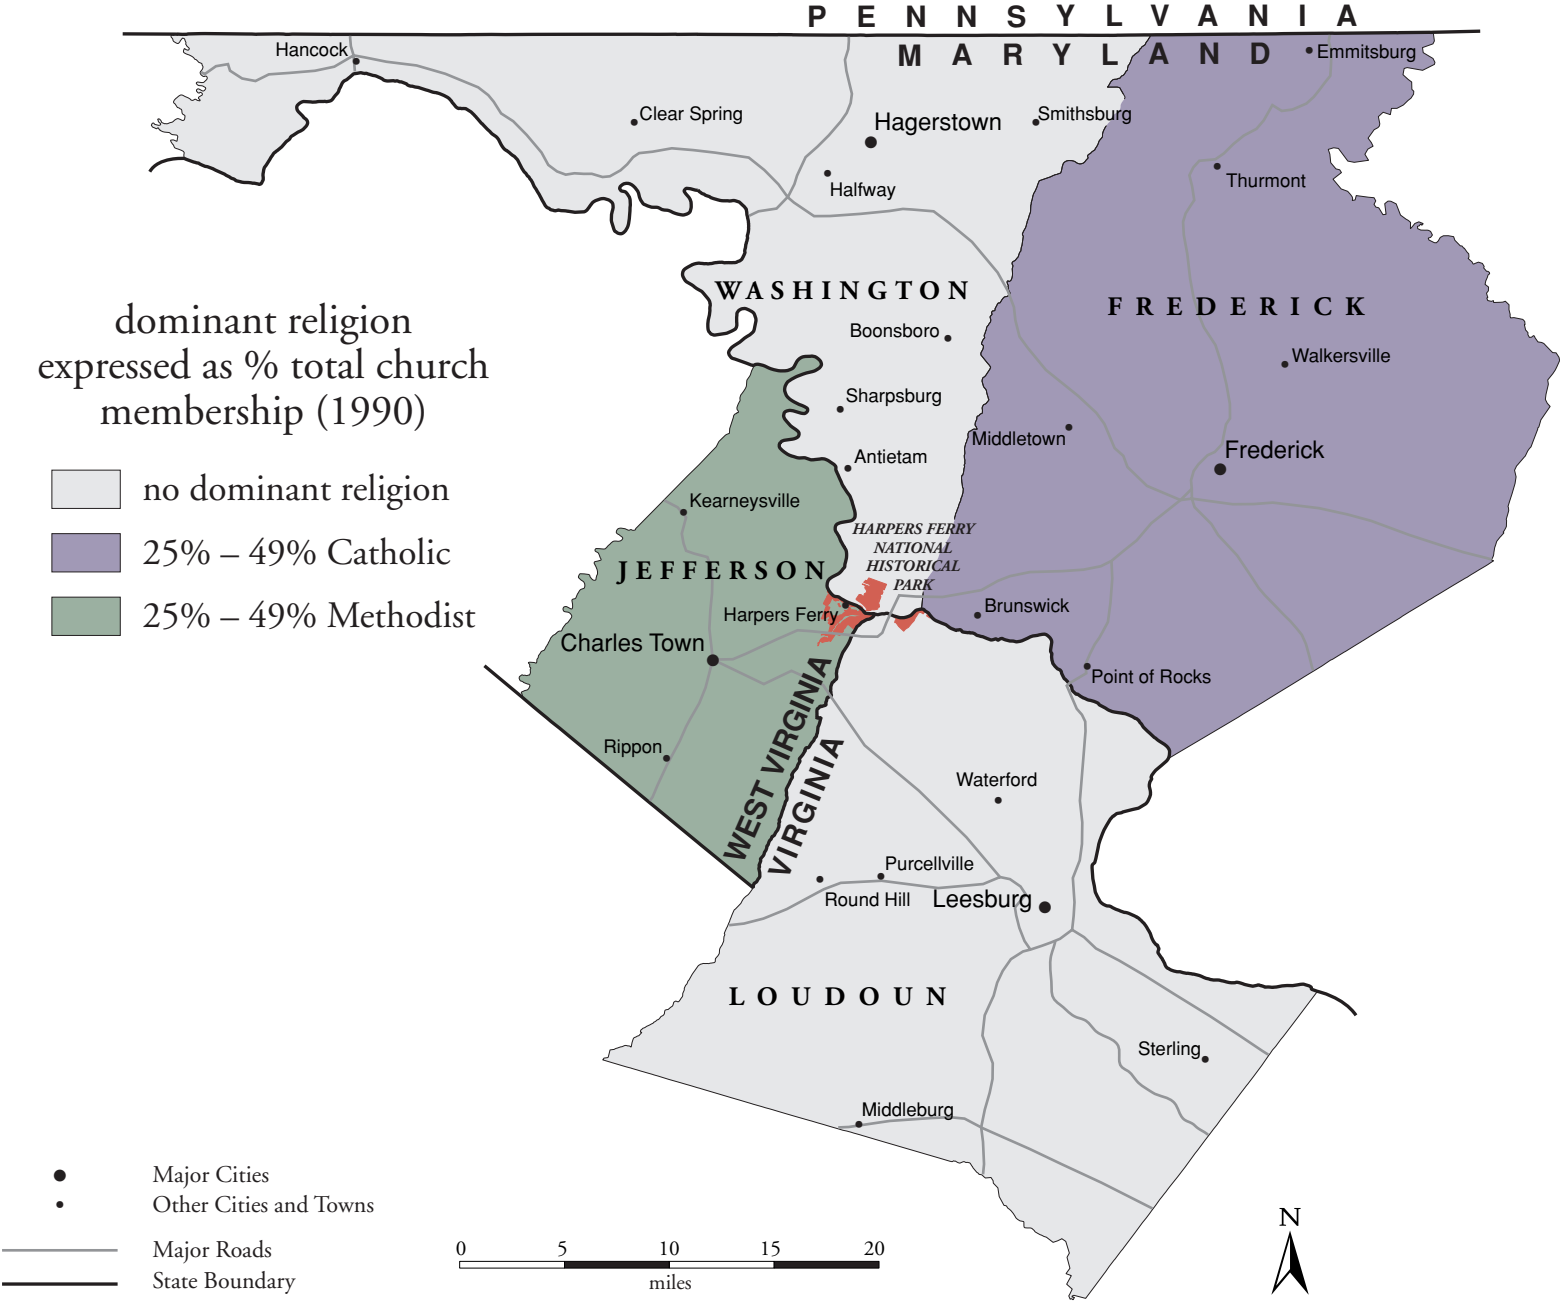 PENNSYLVANIA
MARYLAND
Hancock
Emmitsburg
Clear Spring
Hagerstown
Smithsburg
Halfway
Thurmont
WASHINGTON
FREDERICK
dominant religion
expressed as % total church
membership (1990)
no dominant religion
25% – 49% Catholic
25% – 49% Methodist
Boonsboro
Walkersville
Sharpsburg
Middletown
Frederick
Antietam
Kearneysville
HARPERS FERRY
NATIONAL
HISTORICAL
PARK
JEFFERSON
Harpers Ferry
Brunswick
Charles Town
Point of Rocks
WEST VIRGINIA
VIRGINIA
Rippon
Waterford
Purcellville
Round Hill
Leesburg
LOUDOUN
Sterling
Middleburg
Major Cities
Other Cities and Towns
Major Roads
State Boundary
0 5 10 15 20
miles
N